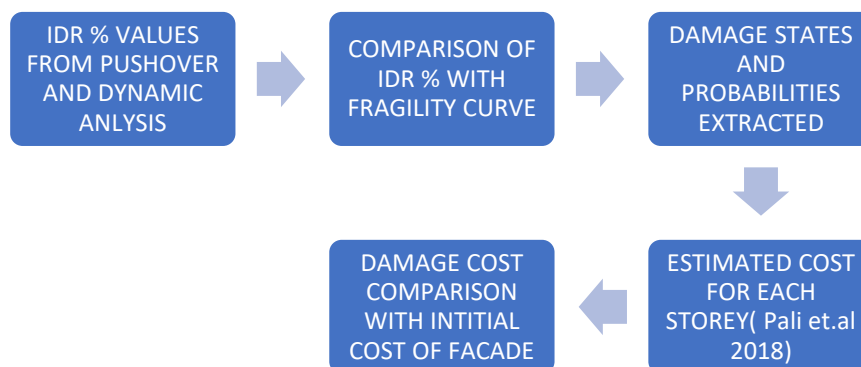 IDR % VALUES
FROM PUSHOVER
AND DYNAMIC
ANLYSIS
COMPARISON OF
IDR % WITH
FRAGILITY CURVE
DAMAGE STATES
AND
PROBABILITIES
EXTRACTED
ESTIMATED COST
FOR EACH
STOREY( Pali et.al
2018)
DAMAGE COST
COMPARISON
WITH INTITIAL
COST OF FACADE